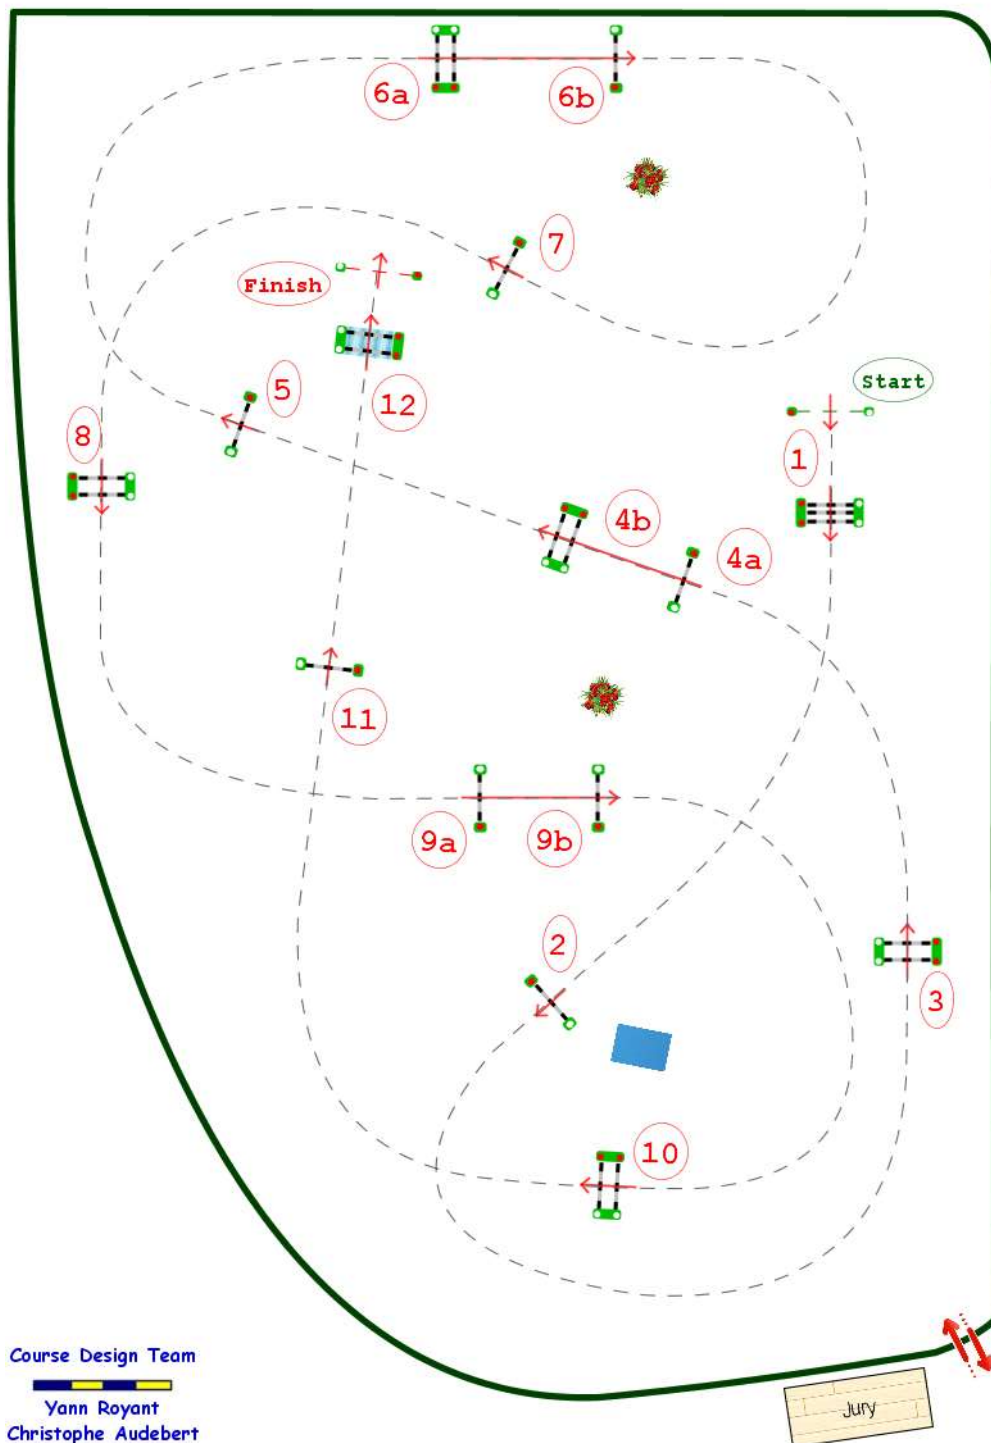 6a
6b
7
Finish
5
12
Start
8
1
4b
4a
11
9a
9b
2
3
10
Course Design Team
Yann Royant
Christophe Audebert
Jury